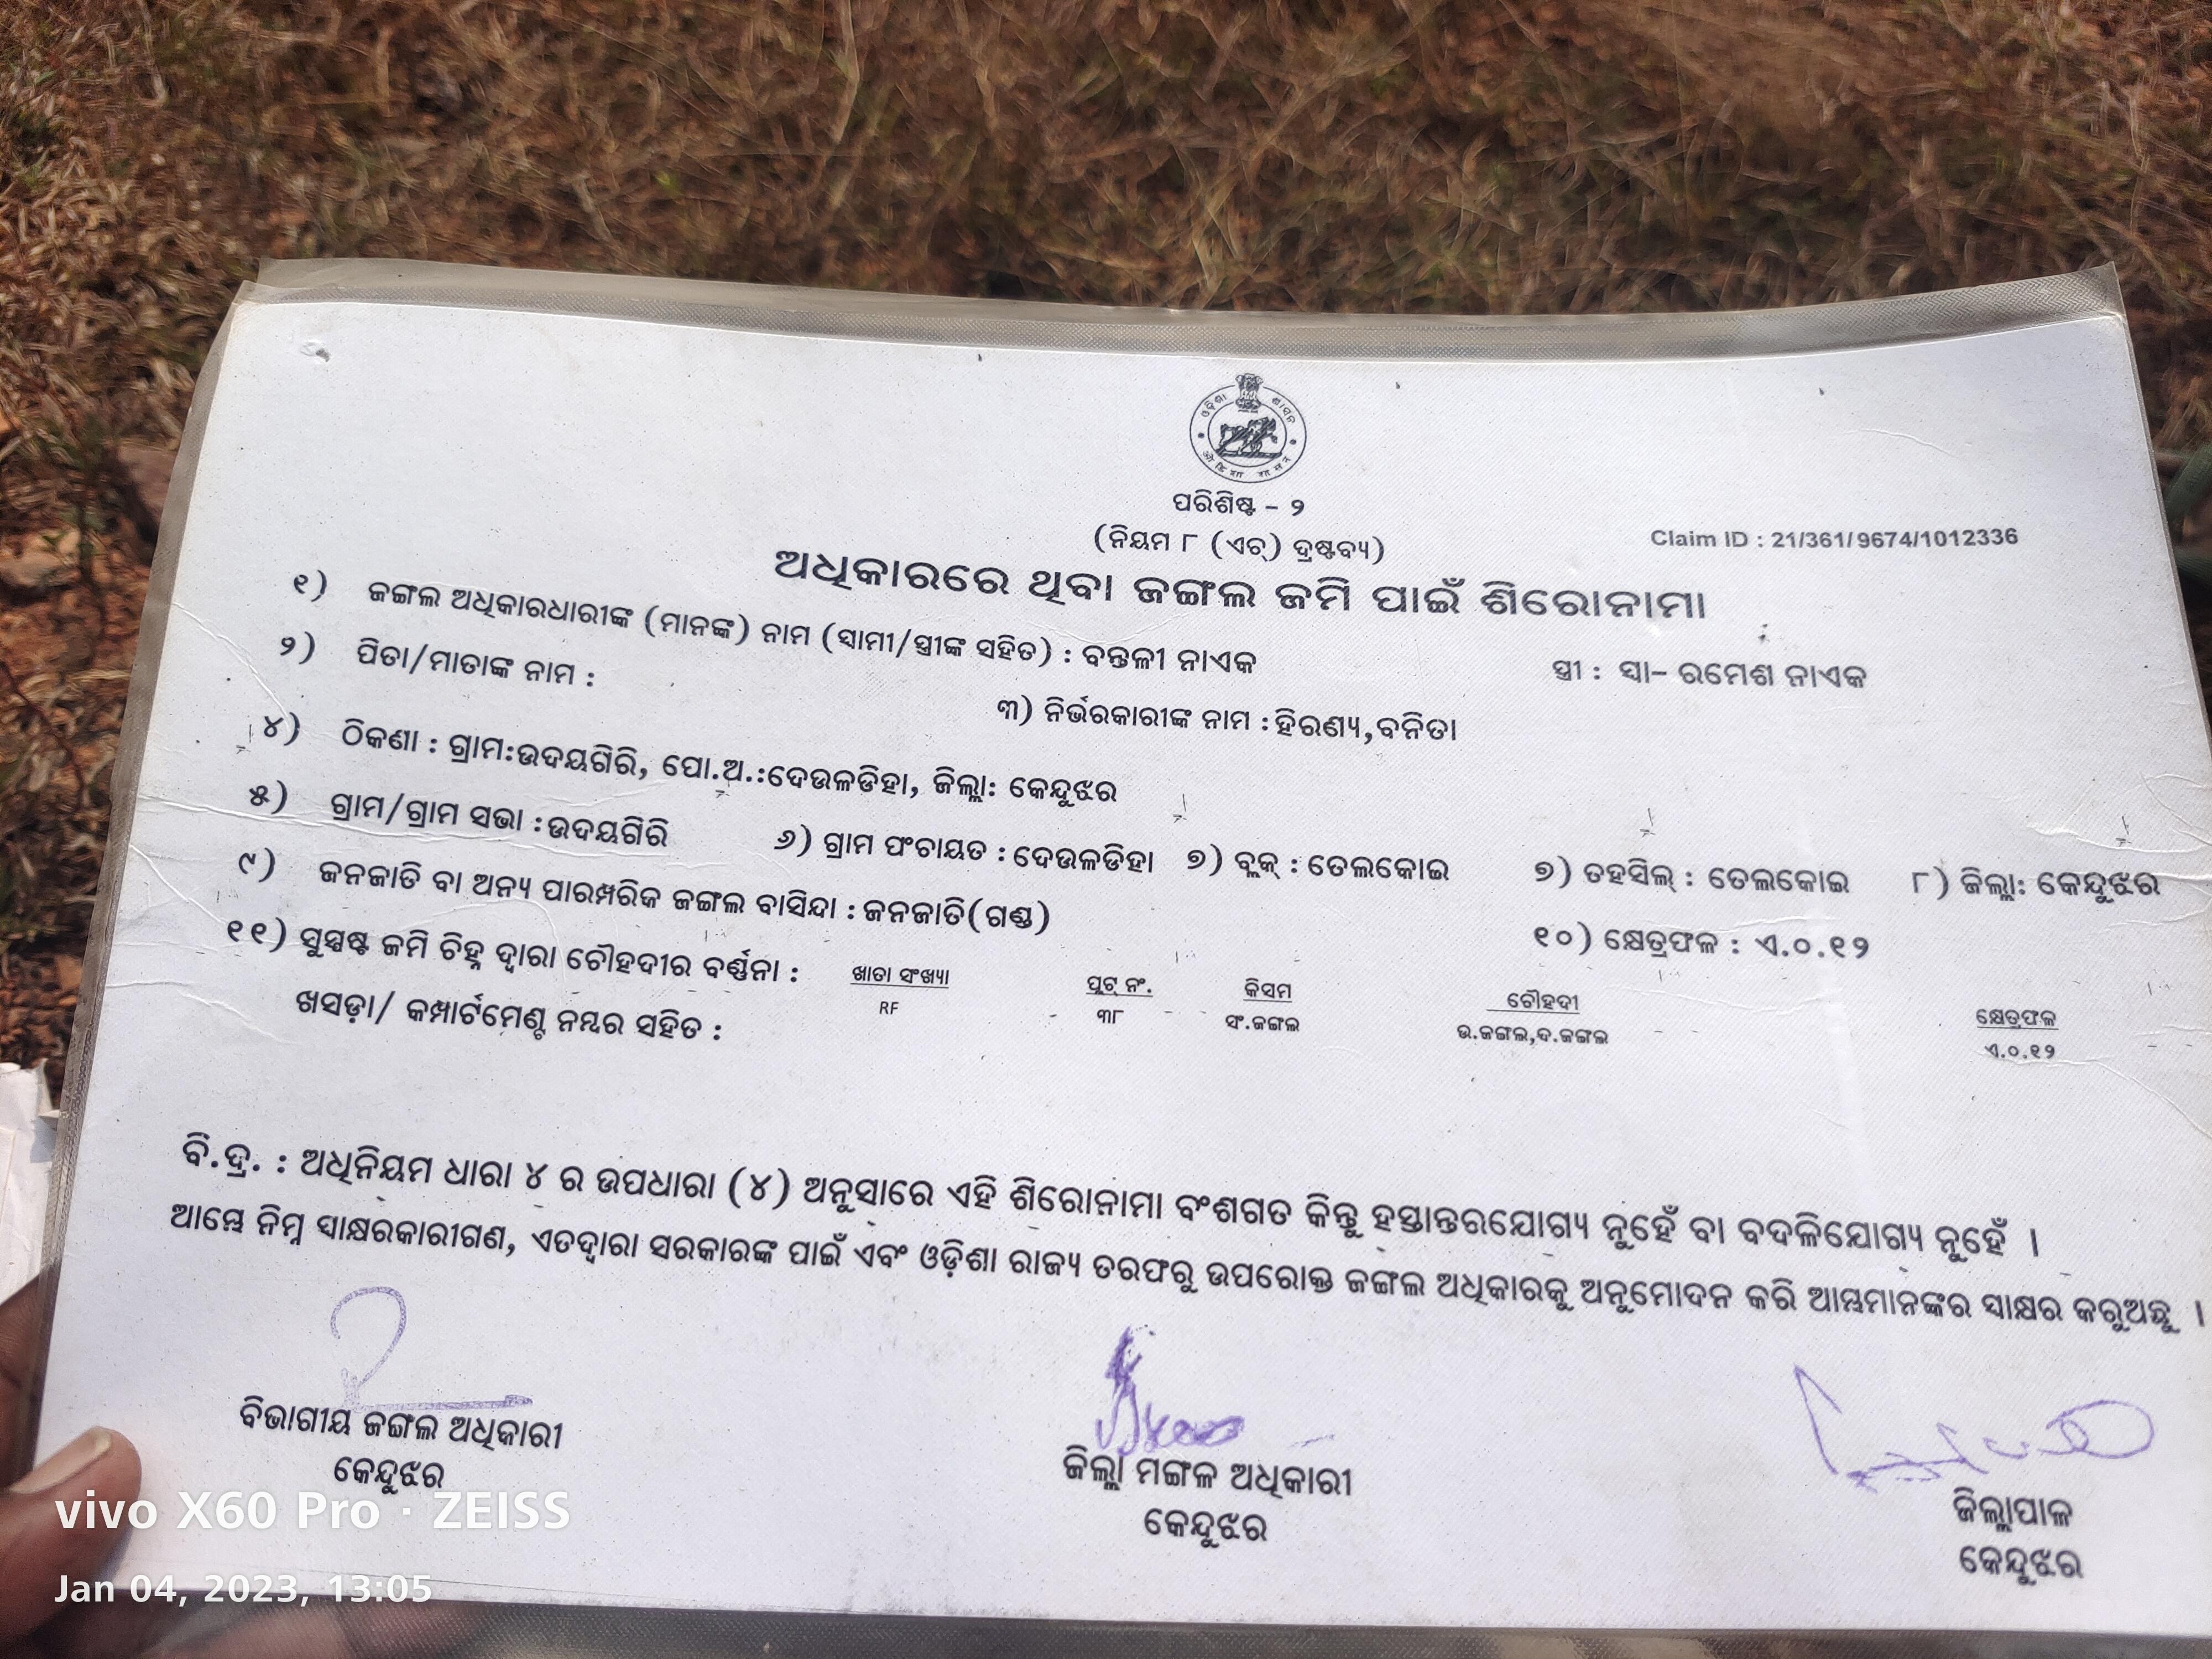 ଓଡ଼ିଶା ଶାସନ
ପରିଶିଷ୍ଟ - ୨
(ନିୟମ ୮ (ଏଚ୍) ଦ୍ରଷ୍ଟବ୍ୟ)
Claim ID : 21/361/9674/1012336
ଅଧିକାରରେ ଥିବା ଜଙ୍ଗଲ ଜମି ପାଇଁ ଶିରୋନାମା
୧) ଜଙ୍ଗଲ ଅଧିକାରଧାରୀଙ୍କ (ମାନଙ୍କ) ନାମ (ସ୍ୱାମୀ/ସ୍ତ୍ରୀଙ୍କ ସହିତ) : ବନ୍ତଳୀ ନାଏକ ସ୍ତ୍ରୀ : ସ୍ୱା- ରମେଶ ନାଏକ
୨) ପିତା/ମାତାଙ୍କ ନାମ : ୩) ନିର୍ଭରକାରୀଙ୍କ ନାମ : ହିରଣ୍ୟ,ବନିତା
୪) ଠିକଣା : ଗ୍ରାମ:ଉଦୟଗିରି, ପୋ.ଅ.:ଦେଉଳଡିହା, ଜିଲ୍ଲା: କେନ୍ଦୁଝର
୫) ଗ୍ରାମ/ଗ୍ରାମ ସଭା :ଉଦୟଗିରି ୬) ଗ୍ରାମ ପଂଚାୟତ : ଦେଉଳଡିହା ୭) ବ୍ଲକ୍ : ତେଲକୋଇ ୭) ତହସିଲ୍ : ତେଲକୋଇ ୮) ଜିଲ୍ଲା: କେନ୍ଦୁଝର
୯) ଜନଜାତି ବା ଅନ୍ୟ ପାରମ୍ପରିକ ଜଙ୍ଗଲ ବାସିନ୍ଦା : ଜନଜାତି(ଗଣ୍ଡ) ୧୦) କ୍ଷେତ୍ରଫଳ : ଏ.୦.୧୨
୧୧) ସୁସ୍ପଷ୍ଟ ଜମି ଚିହ୍ନ ଦ୍ୱାରା ଚୌହଦୀର ବର୍ଣ୍ଣନା : ଖାତା ସଂଖ୍ୟା ପ୍ଲଟ୍ ନଂ. କିସମ ଚୌହଦୀ କ୍ଷେତ୍ରଫଳ
ଖସଡ଼ା/ କମ୍ପାର୍ଟମେଣ୍ଟ ନମ୍ବର ସହିତ : RF ୩୮ ସଂ.ଜଙ୍ଗଲ ଉ.ଜଙ୍ଗଲ,ଦ.ଜଙ୍ଗଲ ଏ.୦.୧୨
ବି.ଦ୍ର. : ଅଧିନିୟମ ଧାରା ୪ ର ଉପଧାରା (୪) ଅନୁସାରେ ଏହି ଶିରୋନାମା ବଂଶଗତ କିନ୍ତୁ ହସ୍ତାନ୍ତରଯୋଗ୍ୟ ନୁହେଁ ବା ବଦଳିଯୋଗ୍ୟ ନୁହେଁ ।
ଆମ୍ଭେ ନିମ୍ନ ସ୍ୱାକ୍ଷରକାରୀଗଣ, ଏତଦ୍ଦ୍ୱାରା ସରକାରଙ୍କ ପାଇଁ ଏବଂ ଓଡ଼ିଶା ରାଜ୍ୟ ତରଫରୁ ଉପରୋକ୍ତ ଜଙ୍ଗଲ ଅଧିକାରକୁ ଅନୁମୋଦନ କରି ଆମ୍ଭମାନଙ୍କର ସ୍ୱାକ୍ଷର କରୁଅଛୁ ।
ବିଭାଗୀୟ ଜଙ୍ଗଲ ଅଧିକାରୀ
କେନ୍ଦୁଝର
ଜିଲ୍ଲା ମଙ୍ଗଳ ଅଧିକାରୀ
କେନ୍ଦୁଝର
ଜିଲ୍ଲାପାଳ
କେନ୍ଦୁଝର
vivo X60 Pro · ZEISS
Jan 04, 2023, 13:05